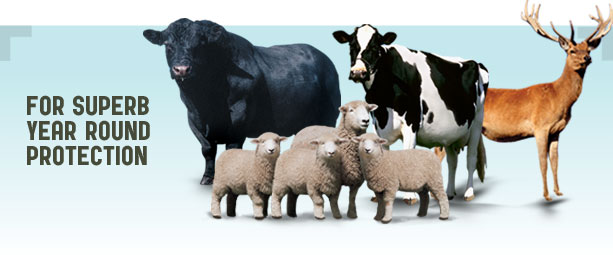 FOR SUPERB
YEAR ROUND
PROTECTION